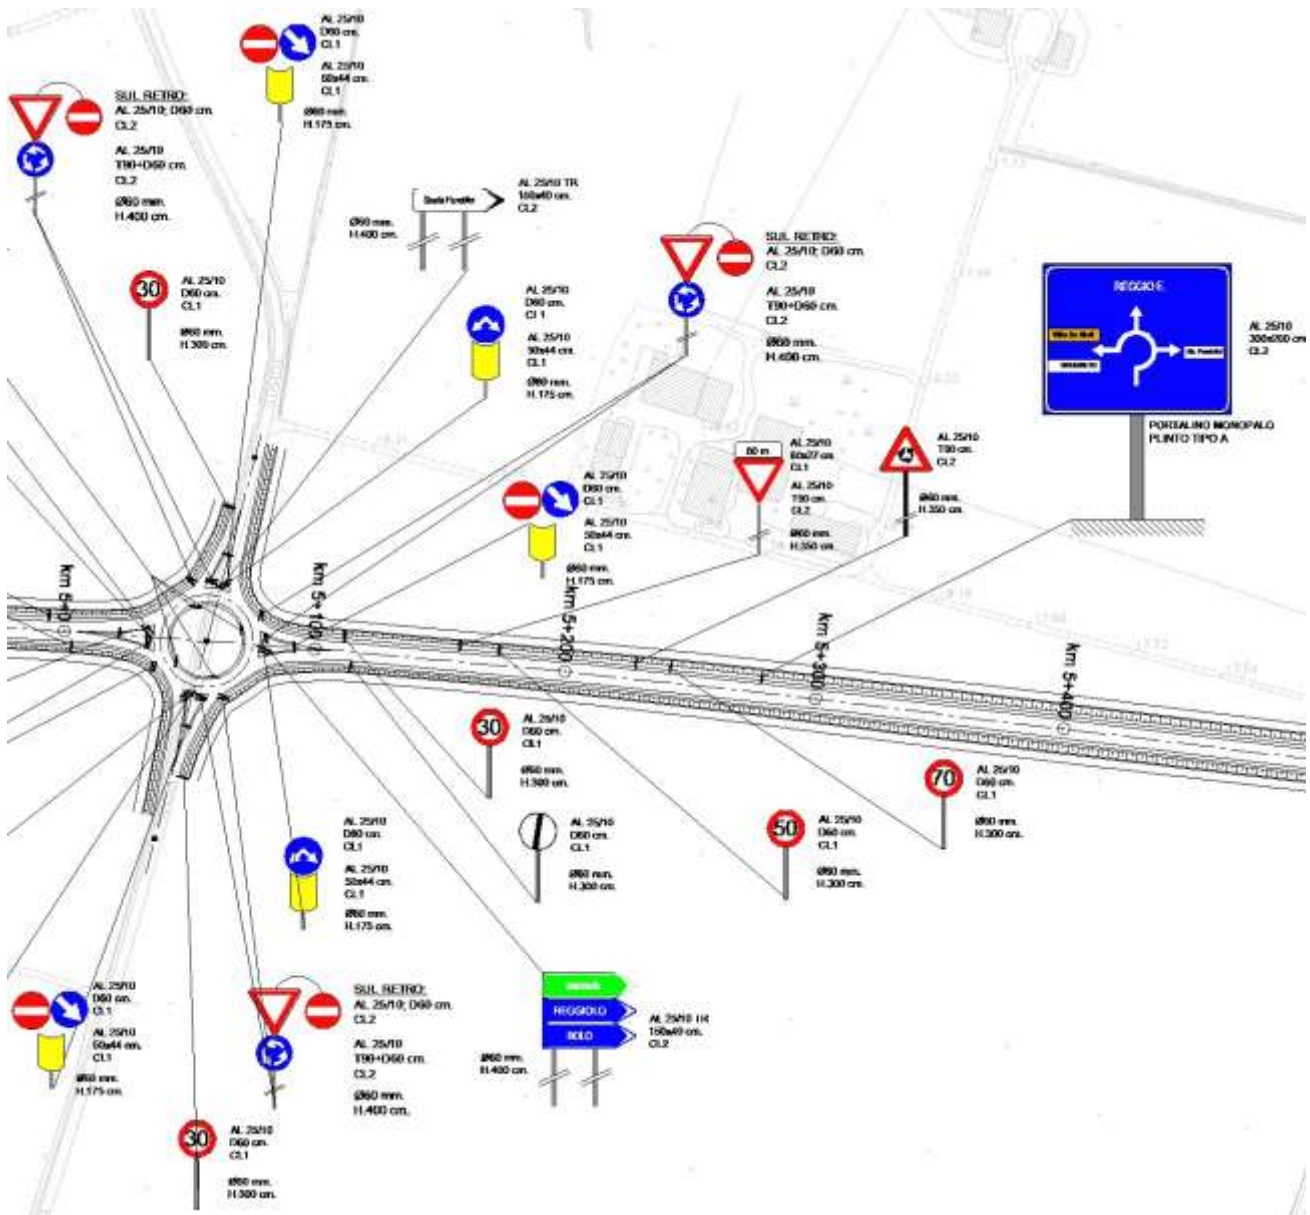 AL 25/10
D60 cm.
CL1
AL 25/10
50x44 cm.
CL1
Ø60 mm.
H.175 cm.
SUL RETRO:
AL 25/10; D60 cm.
CL2
AL 25/10
T90+D60 cm.
CL2
Ø60 mm.
H.400 cm.
AL 25/10 TR
150x40 cm.
CL2
Ø60 mm.
H.400 cm.
30
AL 25/10
D60 cm.
CL1
Ø60 mm.
H.300 cm.
AL 25/10
D60 cm.
CL1
AL 25/10
50x44 cm.
CL1
Ø60 mm.
H.175 cm.
SUL RETRO:
AL 25/10; D60 cm.
CL2
AL 25/10
T90+D60 cm.
CL2
Ø60 mm.
H.400 cm.
REGGIO E.
AL 25/10
300x200 cm
CL2
PORTALINO MONOPALO
PLINTO TIPO A
80 m
AL 25/10
60x27 cm.
CL1
AL 25/10
T90 cm.
CL2
Ø60 mm.
H.350 cm.
AL 25/10
T90 cm.
CL2
Ø60 mm.
H.350 cm.
AL 25/10
D60 cm.
CL1
AL 25/10
50x44 cm.
CL1
Ø60 mm.
H.175 cm.
km 5+0
km 5+100
km 5+200
km 5+300
km 5+400
30
AL 25/10
D60 cm.
CL1
Ø60 mm.
H.300 cm.
70
AL 25/10
D60 cm.
CL1
Ø60 mm.
H.300 cm.
50
AL 25/10
D60 cm.
CL1
Ø60 mm.
H.300 cm.
AL 25/10
D60 cm.
CL1
Ø60 mm.
H.300 cm.
AL 25/10
D60 cm.
CL1
AL 25/10
50x44 cm.
CL1
Ø60 mm.
H.175 cm.
AL 25/10
D60 cm.
CL1
AL 25/10
50x44 cm.
CL1
Ø60 mm.
H.175 cm.
SUL RETRO:
AL 25/10; D60 cm.
CL2
AL 25/10
T90+D60 cm.
CL2
Ø60 mm.
H.400 cm.
REGGIOLO
ROLO
AL 25/10 TR
150x40 cm.
CL2
Ø60 mm.
H.400 cm.
30
AL 25/10
D60 cm.
CL1
Ø60 mm.
H.300 cm.